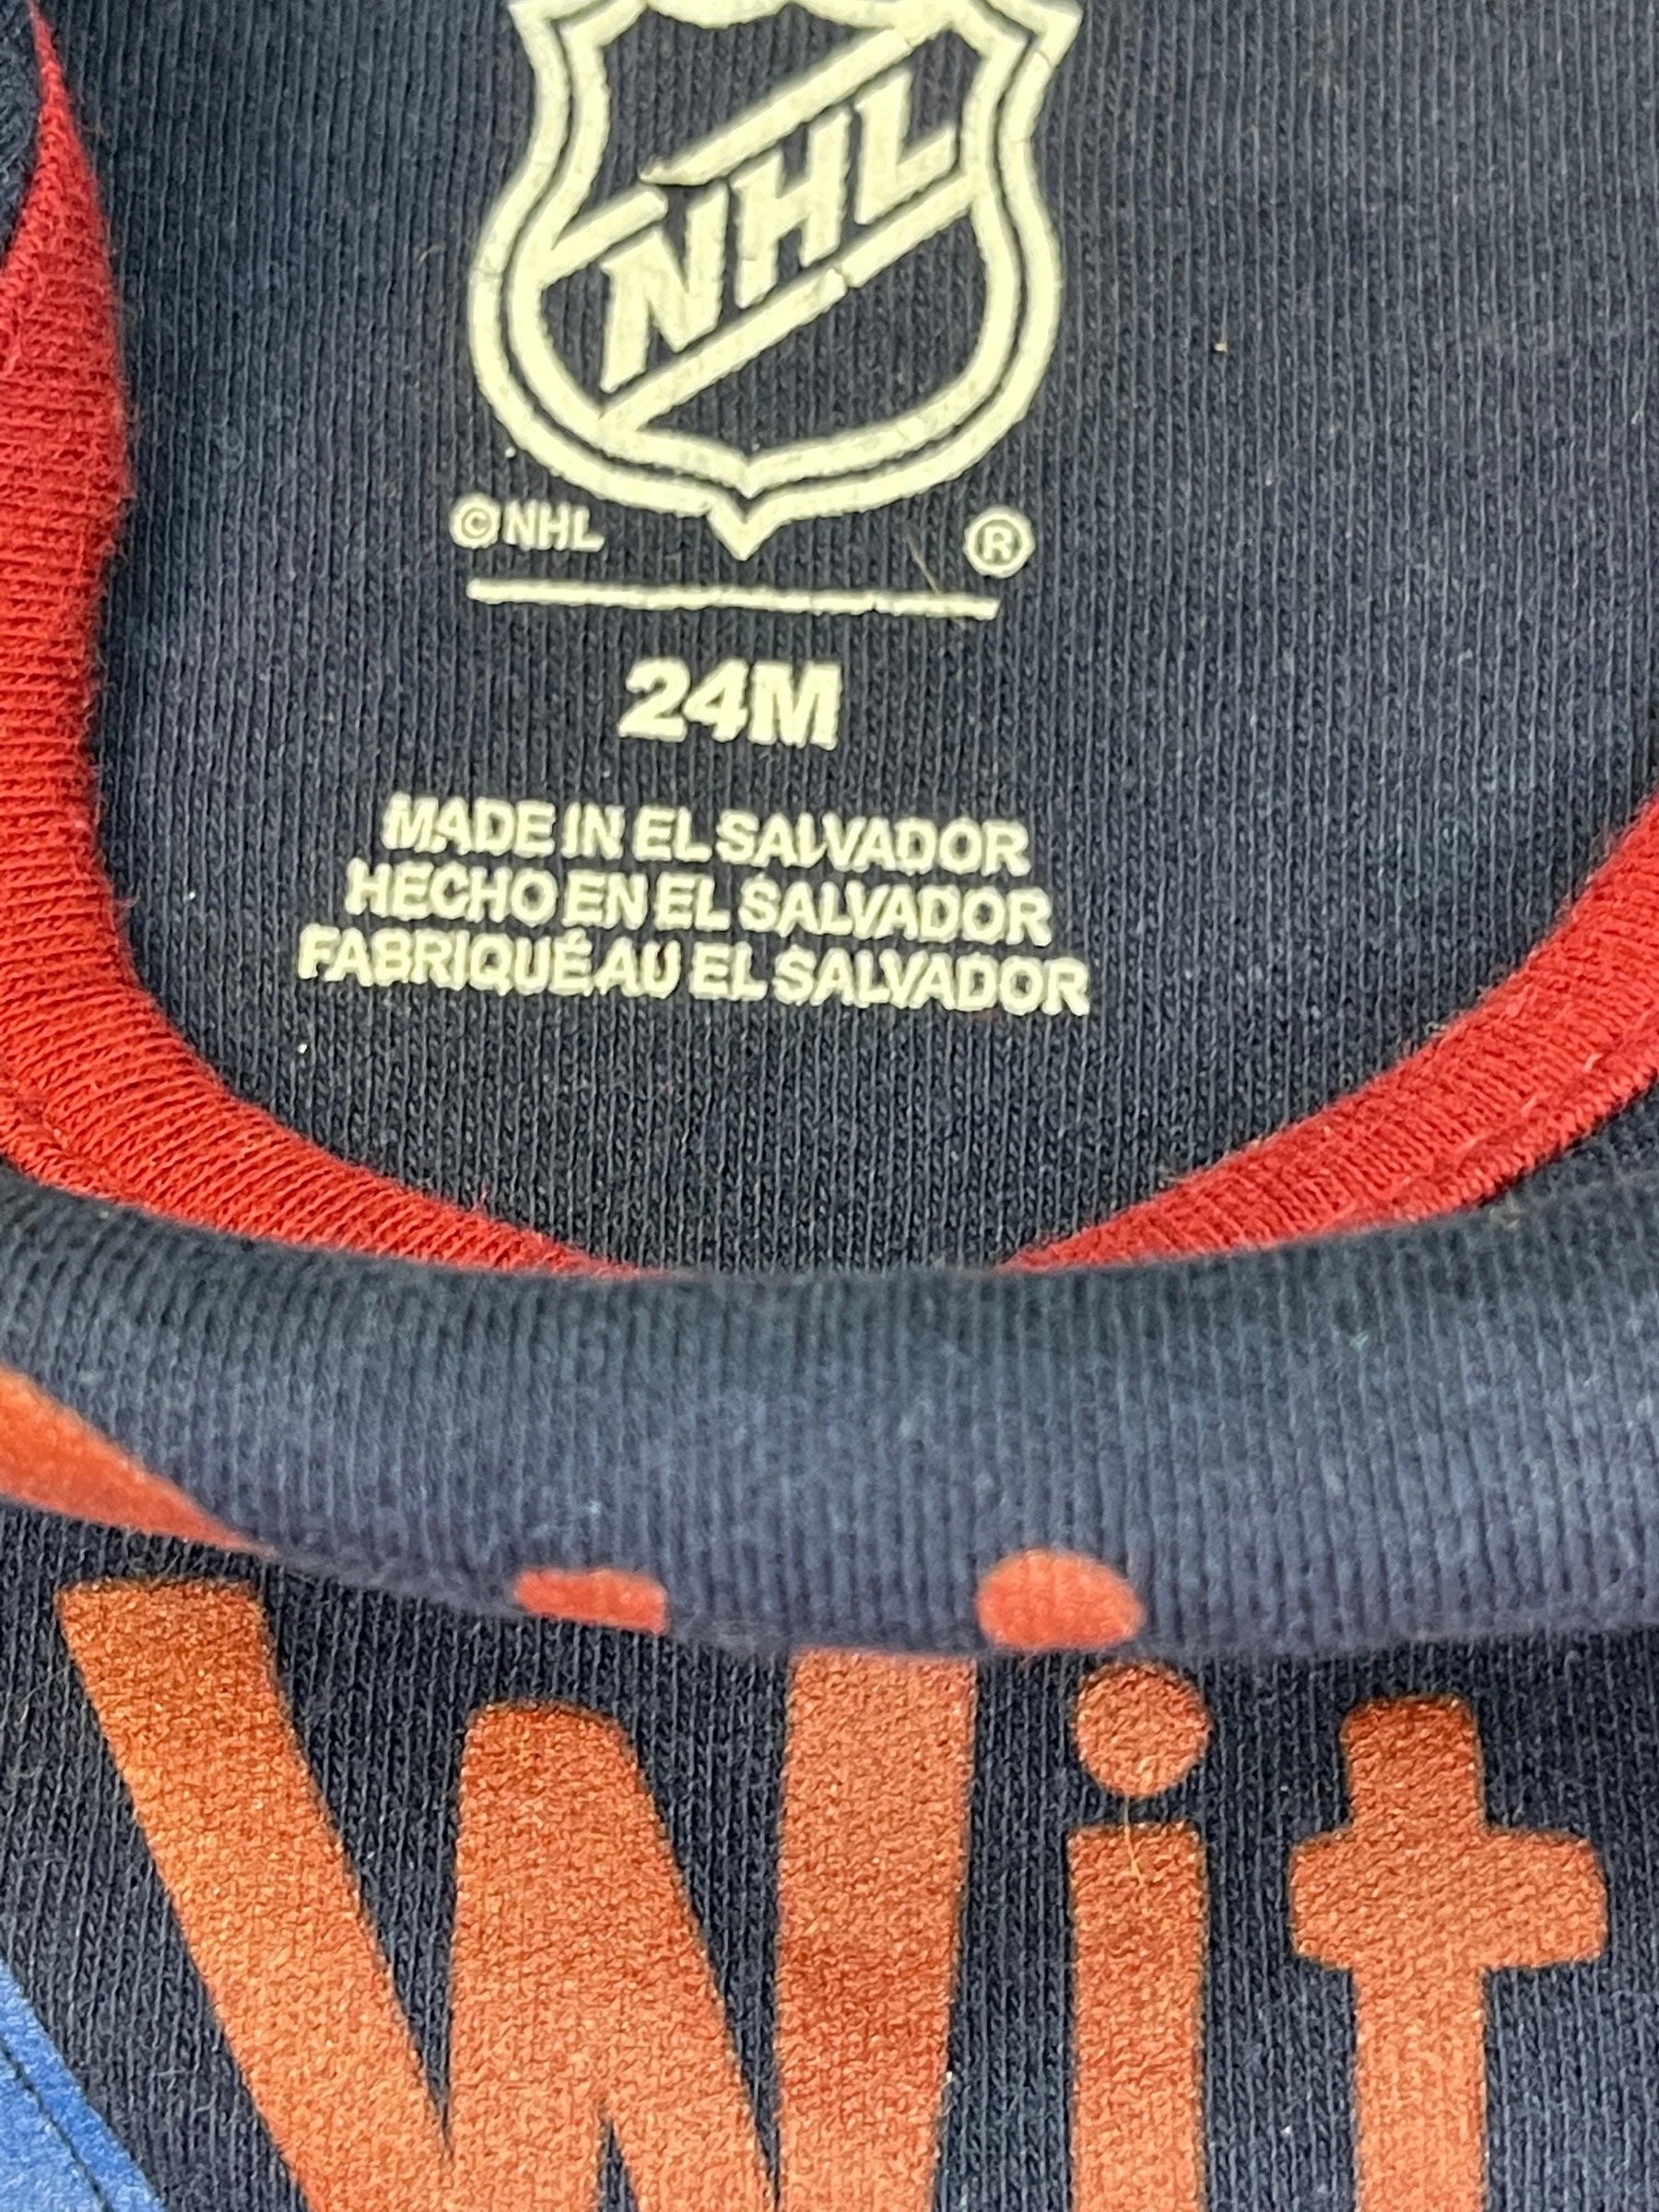 NHL
©NHL ®
24M
MADE IN EL SALVADOR
HECHO EN EL SALVADOR
FABRIQUÉ AU EL SALVADOR
Wit